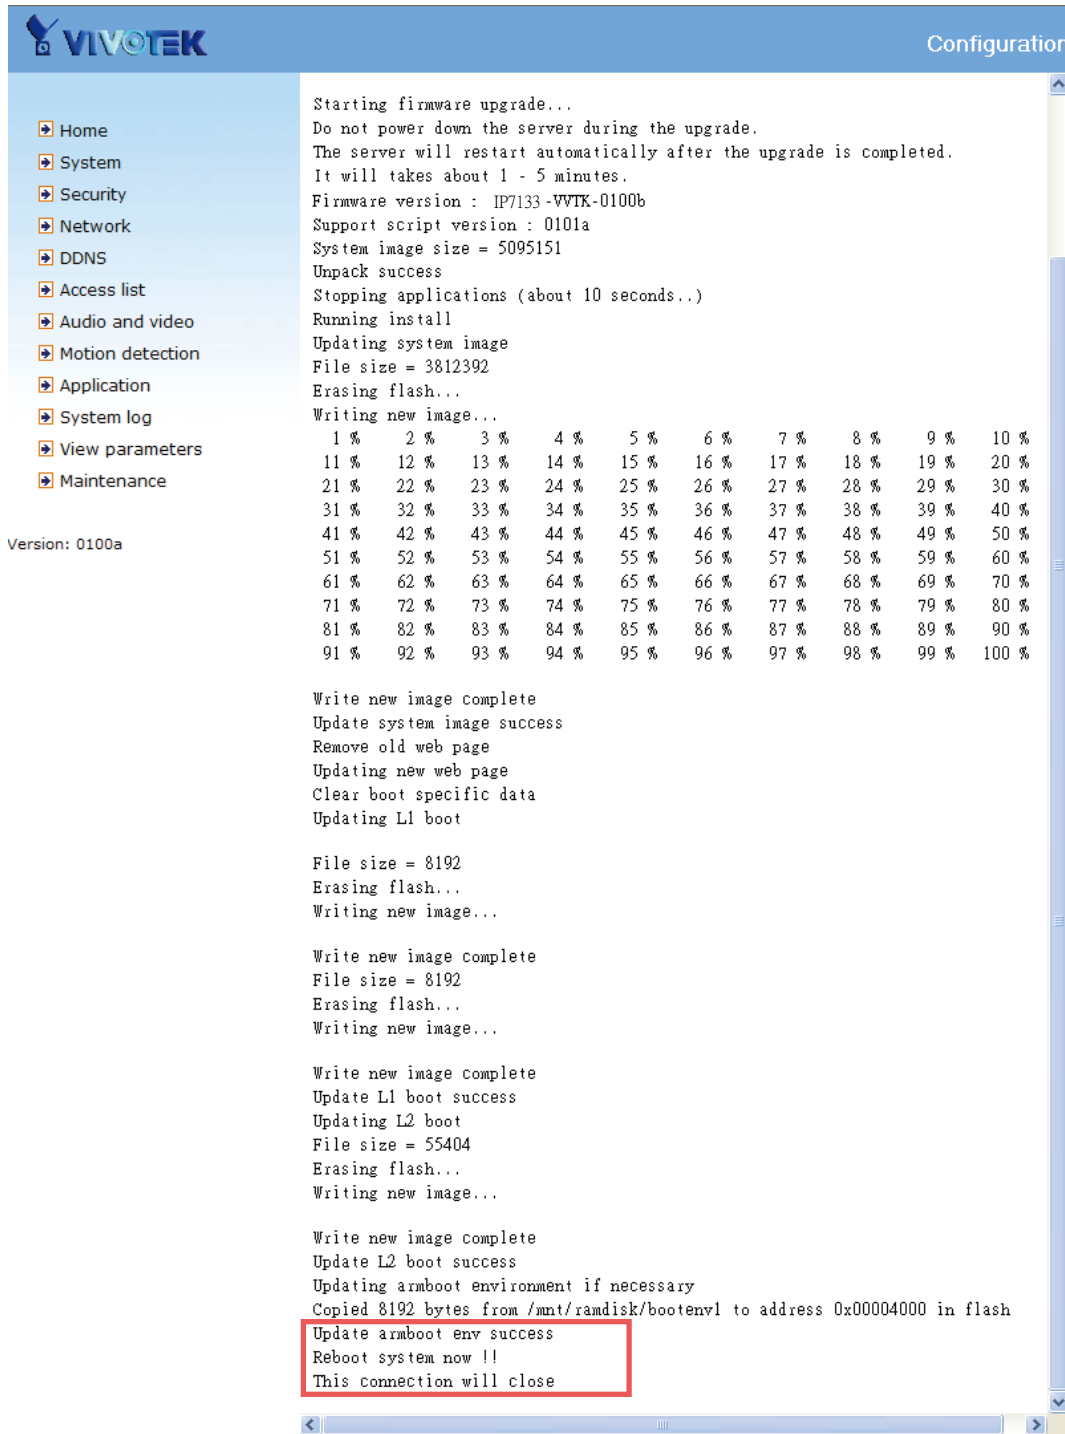 VIVOTEK
Configuration
Home
System
Security
Network
DDNS
Access list
Audio and video
Motion detection
Application
System log
View parameters
Maintenance
Version: 0100a
Starting firmware upgrade...
Do not power down the server during the upgrade.
The server will restart automatically after the upgrade is completed.
It will takes about 1 - 5 minutes.
Firmware version : IP7133-VVTK-0100b
Support script version : 0101a
System image size = 5095151
Unpack success
Stopping applications (about 10 seconds..)
Running install
Updating system image
File size = 3812392
Erasing flash...
Writing new image...
1 % 2 % 3 % 4 % 5 % 6 % 7 % 8 % 9 % 10 %
11 % 12 % 13 % 14 % 15 % 16 % 17 % 18 % 19 % 20 %
21 % 22 % 23 % 24 % 25 % 26 % 27 % 28 % 29 % 30 %
31 % 32 % 33 % 34 % 35 % 36 % 37 % 38 % 39 % 40 %
41 % 42 % 43 % 44 % 45 % 46 % 47 % 48 % 49 % 50 %
51 % 52 % 53 % 54 % 55 % 56 % 57 % 58 % 59 % 60 %
61 % 62 % 63 % 64 % 65 % 66 % 67 % 68 % 69 % 70 %
71 % 72 % 73 % 74 % 75 % 76 % 77 % 78 % 79 % 80 %
81 % 82 % 83 % 84 % 85 % 86 % 87 % 88 % 89 % 90 %
91 % 92 % 93 % 94 % 95 % 96 % 97 % 98 % 99 % 100 %
Write new image complete
Update system image success
Remove old web page
Updating new web page
Clear boot specific data
Updating L1 boot
File size = 8192
Erasing flash...
Writing new image...
Write new image complete
File size = 8192
Erasing flash...
Writing new image...
Write new image complete
Update L1 boot success
Updating L2 boot
File size = 55404
Erasing flash...
Writing new image...
Write new image complete
Update L2 boot success
Updating armboot environment if necessary
Copied 8192 bytes from /mnt/ramdisk/bootenv1 to address 0x00004000 in flash
Update armboot env success
Reboot system now !!
This connection will close